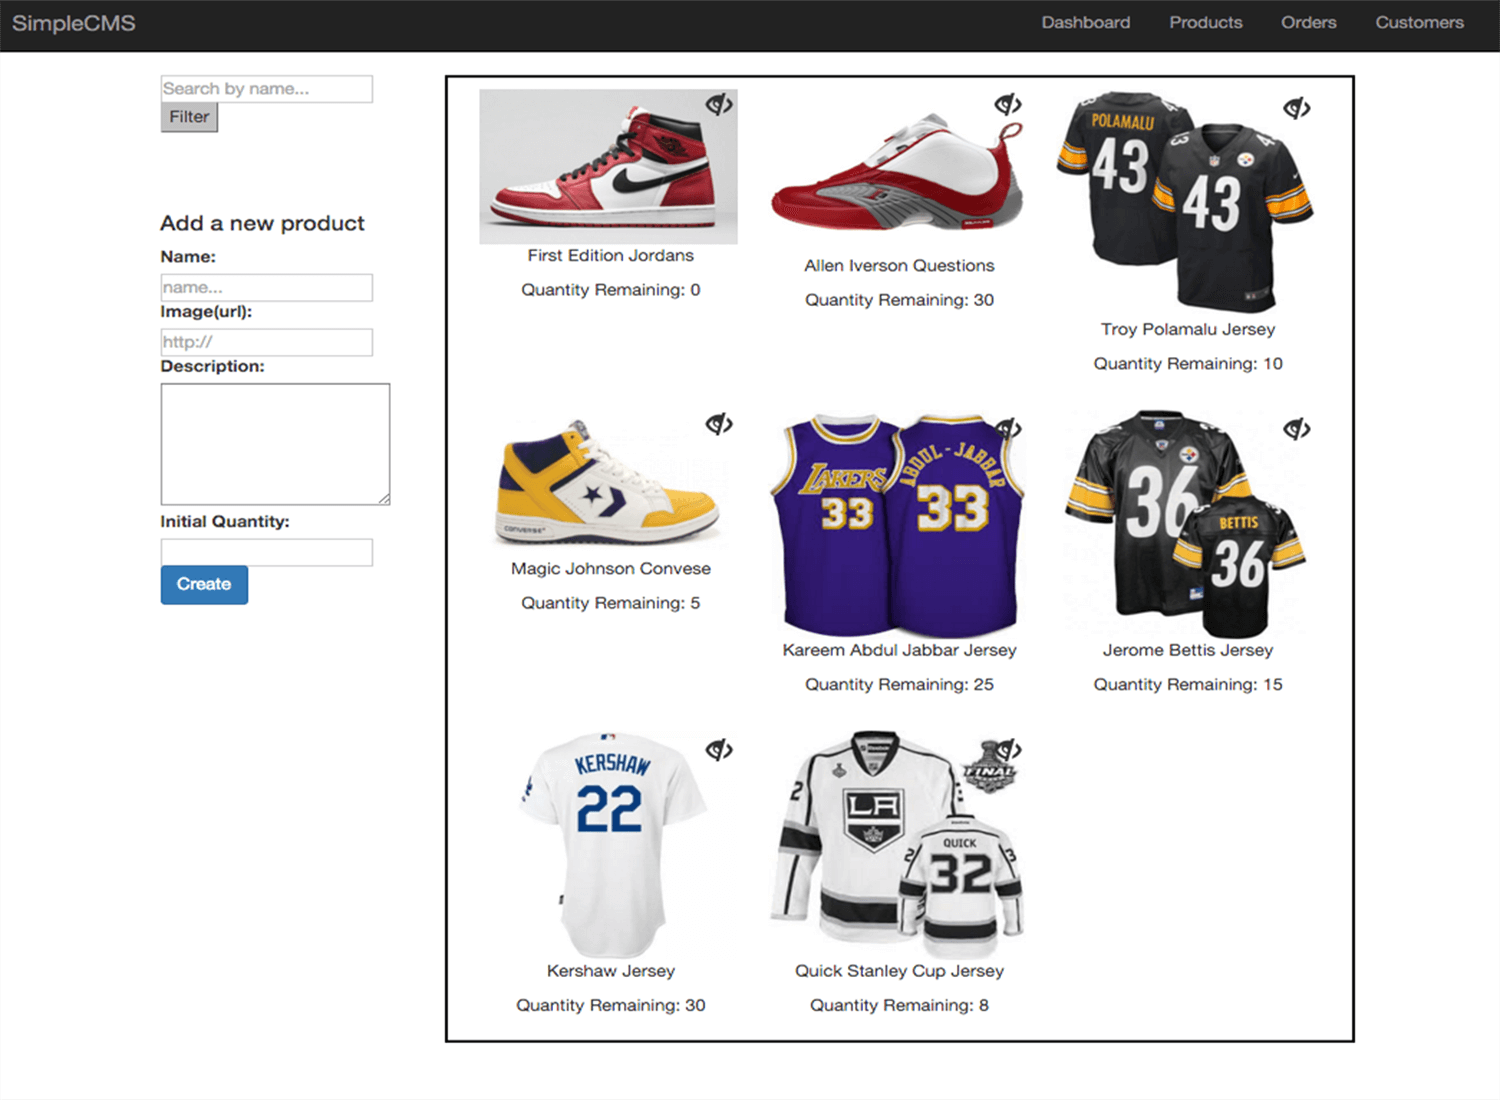 SimpleCMS
Dashboard Products Orders Customers
Search by name...
Filter
Add a new product
Name:
name...
Image(url):
http://
Description:
Initial Quantity:
Create
First Edition Jordans
Quantity Remaining: 0
Allen Iverson Questions
Quantity Remaining: 30
POLAMALU
43
43
43
Troy Polamalu Jersey
Quantity Remaining: 10
CONVERSE
Magic Johnson Convese
Quantity Remaining: 5
LAKERS
33
ABDUL-JABBAR
33
Kareem Abdul Jabbar Jersey
Quantity Remaining: 25
36
BETTIS
36
Jerome Bettis Jersey
Quantity Remaining: 15
KERSHAW
22
Kershaw Jersey
Quantity Remaining: 30
LA
FINAL
QUICK
32
Quick Stanley Cup Jersey
Quantity Remaining: 8